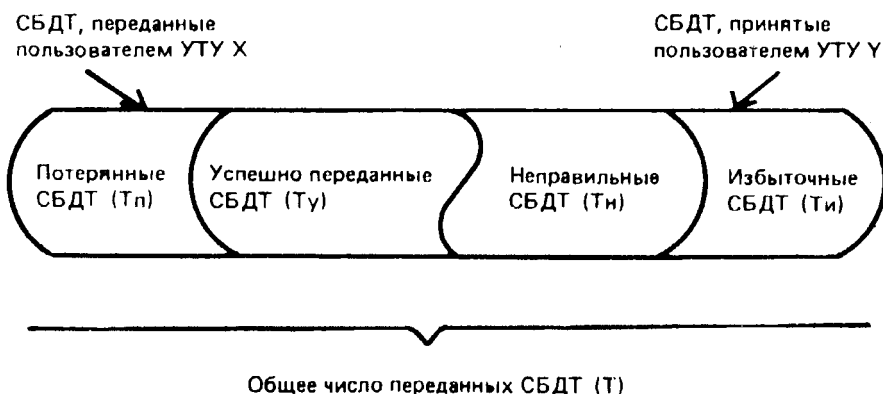 СБДТ, переданные
пользователем УТУ X
СБДТ, принятые
пользователем УТУ Y
Потерянные
СБДТ (Тп)
Успешно переданные
СБДТ (Ту)
Неправильные
СБДТ (Тн)
Избыточные
СБДТ (Ти)
Общее число переданных СБДТ (Т)